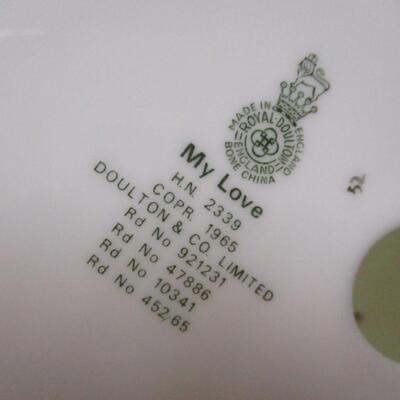 MADE IN ENGLAND
ROYAL·DOULTON
ENGLAND
BONE CHINA
My Love
H.N. 2339
COPR. 1965
DOULTON & CO. LIMITED
Rd No 921231
Rd No 47886
Rd No 10341
Rd No 452/65
52